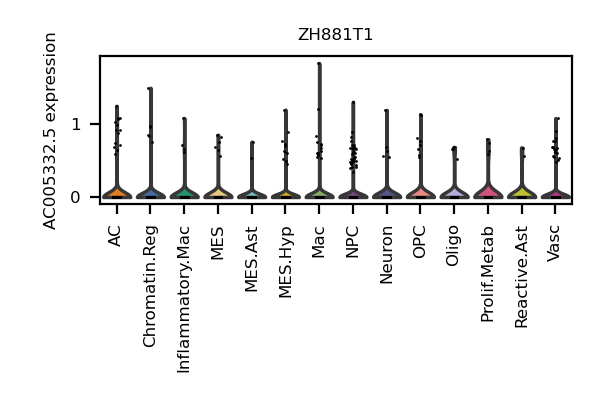 ZH881T1
AC005332.5 expression
1
0
AC
Chromatin.Reg
Inflammatory.Mac
MES
MES.Ast
MES.Hyp
Mac
NPC
Neuron
OPC
Oligo
Prolif.Metab
Reactive.Ast
Vasc